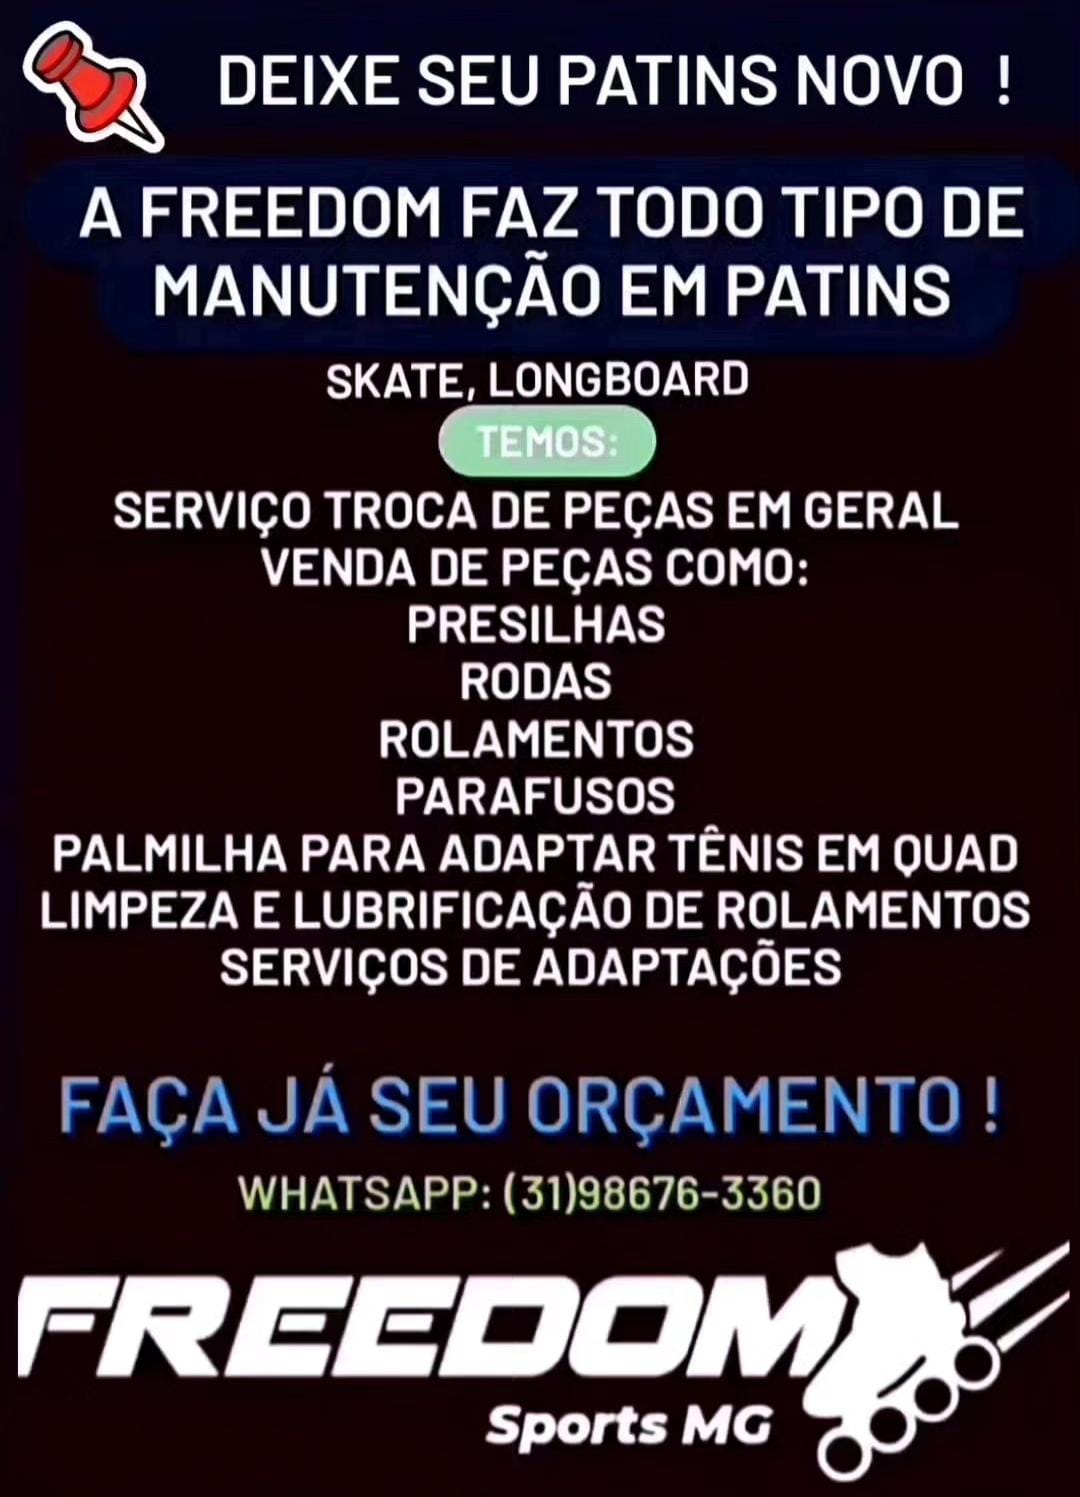 DEIXE SEU PATINS NOVO !
A FREEDOM FAZ TODO TIPO DE
MANUTENÇÃO EM PATINS
SKATE, LONGBOARD
TEMOS:
SERVIÇO TROCA DE PEÇAS EM GERAL
VENDA DE PEÇAS COMO:
PRESILHAS
RODAS
ROLAMENTOS
PARAFUSOS
PALMILHA PARA ADAPTAR TÊNIS EM QUAD
LIMPEZA E LUBRIFICAÇÃO DE ROLAMENTOS
SERVIÇOS DE ADAPTAÇÕES
FAÇA JÁ SEU ORÇAMENTO !
WHATSAPP: (31)98676-3360
FREEDOM
Sports MG